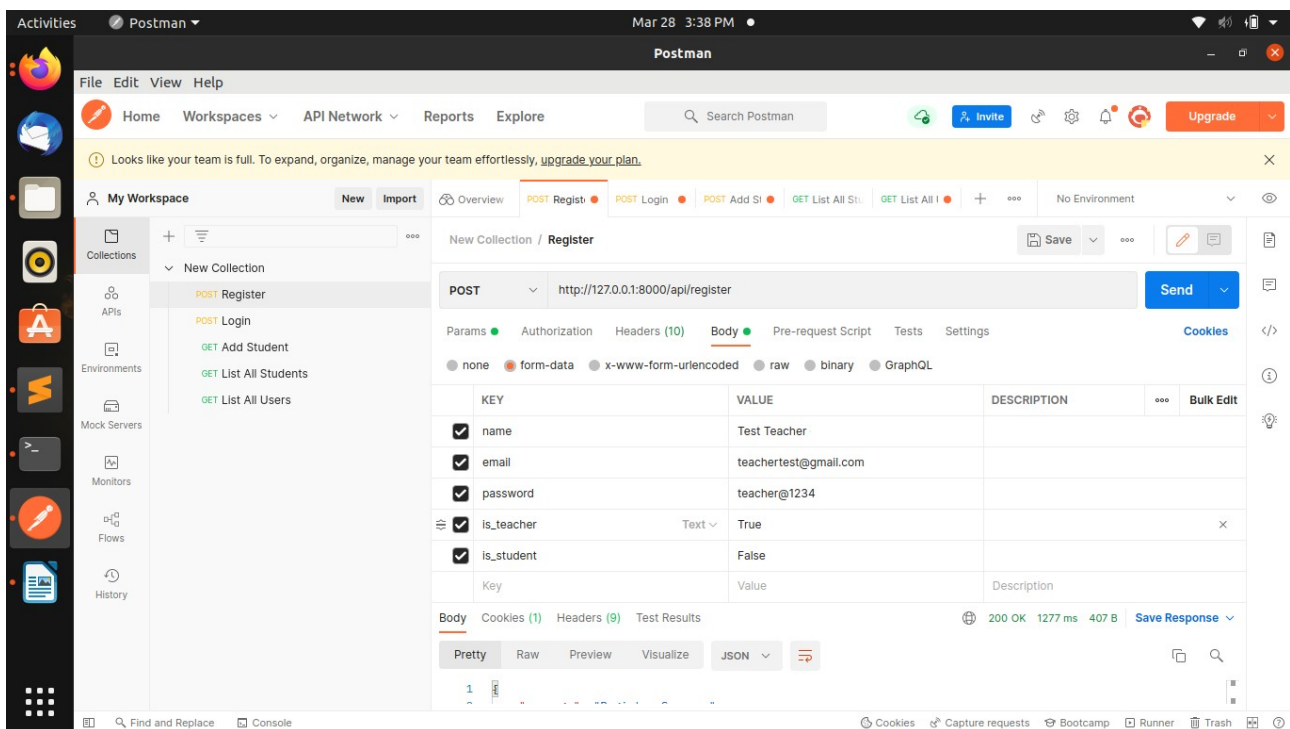 Activities Postman Mar 28 3:38 PM
Postman
File Edit View Help
Home Workspaces API Network Reports Explore Search Postman Invite Upgrade
Looks like your team is full. To expand, organize, manage your team effortlessly, upgrade your plan.
My Workspace New Import Overview POST Registe POST Login POST Add St GET List All Stu GET List All No Environment
Collections
New Collection / Register Save
New Collection
POST Register
POST http://127.0.0.1:8000/api/register Send
APIs
POST Login
GET Add Student
Params Authorization Headers (10) Body Pre-request Script Tests Settings Cookies
Environments
GET List All Students
none form-data x-www-form-urlencoded raw binary GraphQL
GET List All Users
KEY VALUE DESCRIPTION Bulk Edit
Mock Servers
name Test Teacher
email teachertest@gmail.com
Monitors
password teacher@1234
is_teacher Text True
Flows
is_student False
Key Value Description
History
Body Cookies (1) Headers (9) Test Results 200 OK 1277 ms 407 B Save Response
Pretty Raw Preview Visualize JSON
1 {
Find and Replace Console Cookies Capture requests Bootcamp Runner Trash